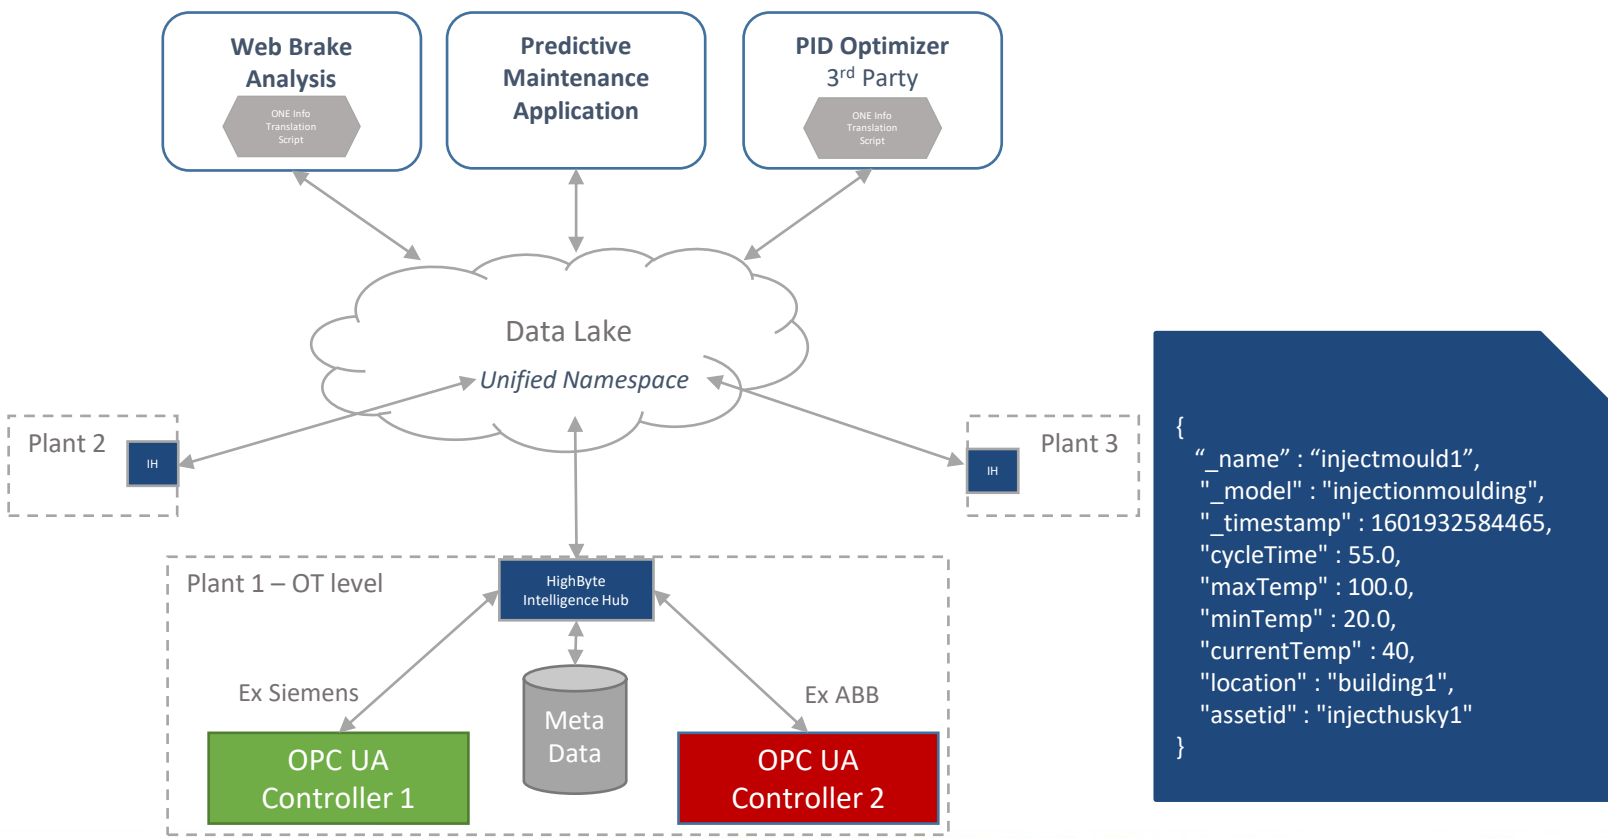 Web Brake
Analysis
ONE Info
Translation
Script
Predictive
Maintenance
Application
PID Optimizer
3rd Party
ONE Info
Translation
Script
Data Lake
Unified Namespace
Plant 2
IH
Plant 3
IH
Plant 1 – OT level
HighByte
Intelligence Hub
Ex Siemens
Ex ABB
Meta
Data
OPC UA
Controller 1
OPC UA
Controller 2
{
“_name” : “injectmould1”,
"_model" : "injectionmoulding",
"_timestamp" : 1601932584465,
"cycleTime" : 55.0,
"maxTemp" : 100.0,
"minTemp" : 20.0,
"currentTemp" : 40,
"location" : "building1",
"assetid" : "injecthusky1"
}